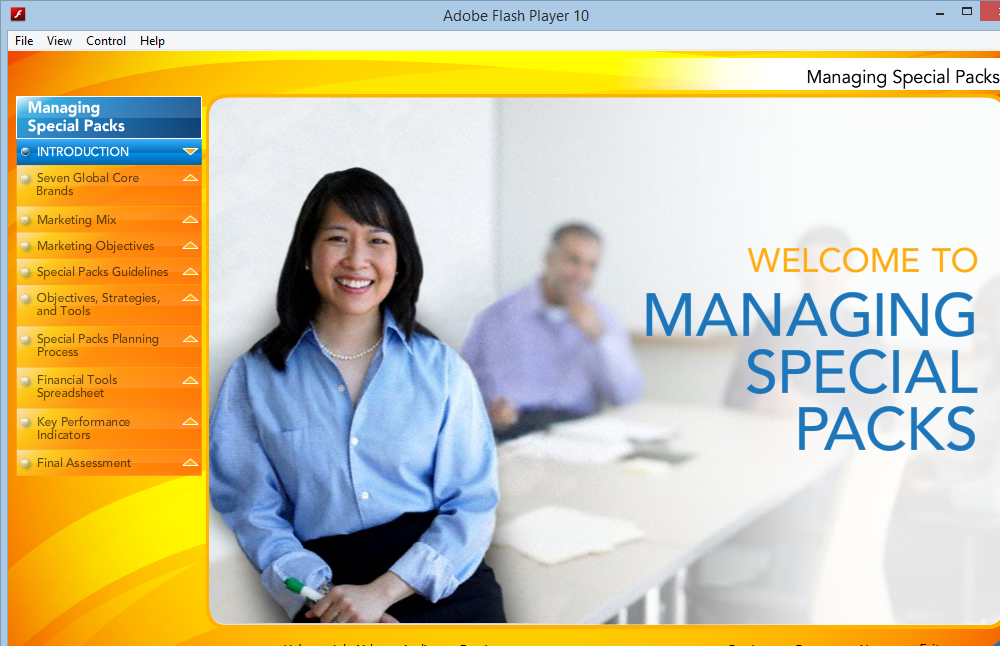 Adobe Flash Player 10
File View Control Help
Managing Special Packs
Managing
Special Packs
INTRODUCTION
Seven Global Core
Brands
Marketing Mix
Marketing Objectives
Special Packs Guidelines
Objectives, Strategies,
and Tools
Special Packs Planning
Process
Financial Tools
Spreadsheet
Key Performance
Indicators
Final Assessment
WELCOME TO
MANAGING
SPECIAL
PACKS